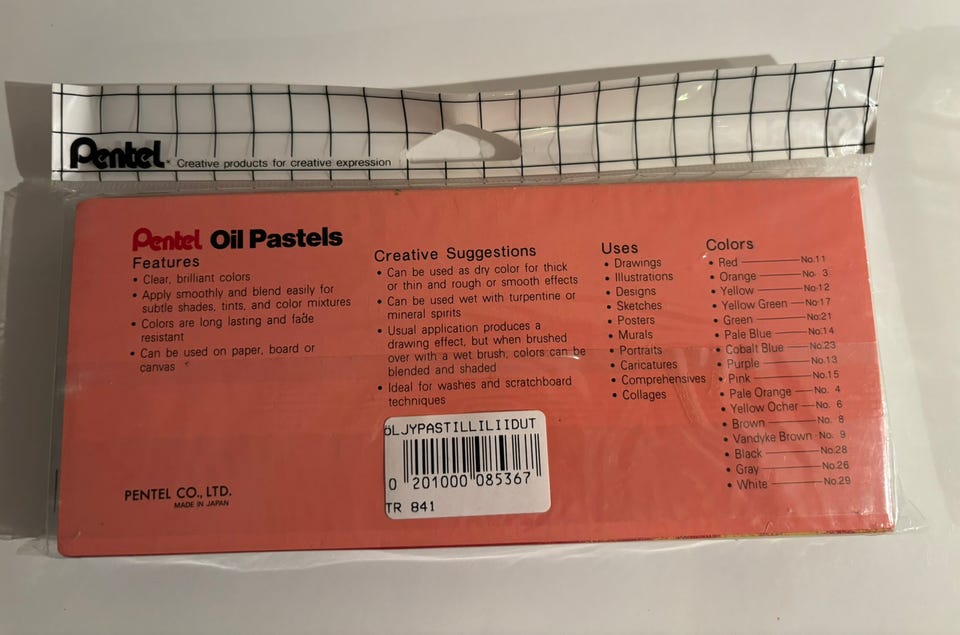 Pentel® Creative products for creative expression
Pentel Oil Pastels
Features
• Clear, brilliant colors
• Apply smoothly and blend easily for
subtle shades, tints, and color mixtures
• Colors are long lasting and fade
resistant
• Can be used on paper, board or
canvas
PENTEL CO., LTD.
MADE IN JAPAN
Creative Suggestions
• Can be used as dry color for thick
or thin and rough or smooth effects
• Can be used wet with turpentine or
mineral spirits
• Usual application produces a
drawing effect, but when brushed
over with a wet brush, colors can be
blended and shaded
• Ideal for washes and scratchboard
techniques
ÖLJYPASTILLILIIDUT
0 201000 085367
TR 841
Uses
• Drawings
• Illustrations
• Designs
• Sketches
• Posters
• Murals
• Portraits
• Caricatures
• Comprehensives
• Collages
Colors
• Red — No.11
• Orange — No. 3
• Yellow — No.12
• Yellow Green — No.17
• Green — No.21
• Pale Blue — No.14
• Cobalt Blue — No.23
• Purple — No.13
• Pink — No.15
• Pale Orange — No. 4
• Yellow Ocher — No. 6
• Brown — No. 8
• Vandyke Brown · No. 9
• Black — No.28
• Gray — No.26
• White — No.29